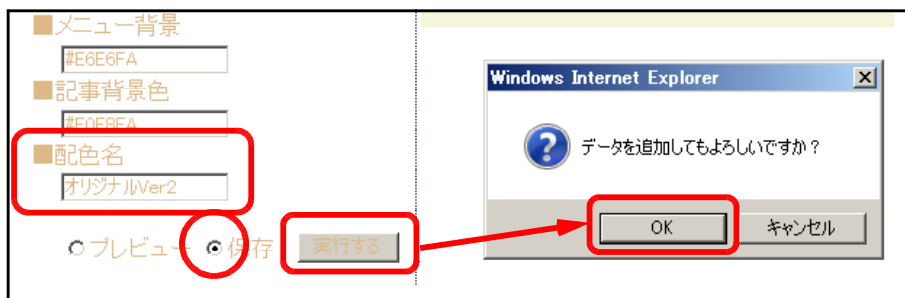 ■メニュー背景
#E6E6FA
■記事背景色
#F0F8FA
■配色名
オリジナルVer2
プレビュー 保存 実行する
Windows Internet Explorer
データを追加してもよろしいですか？
OK キャンセル